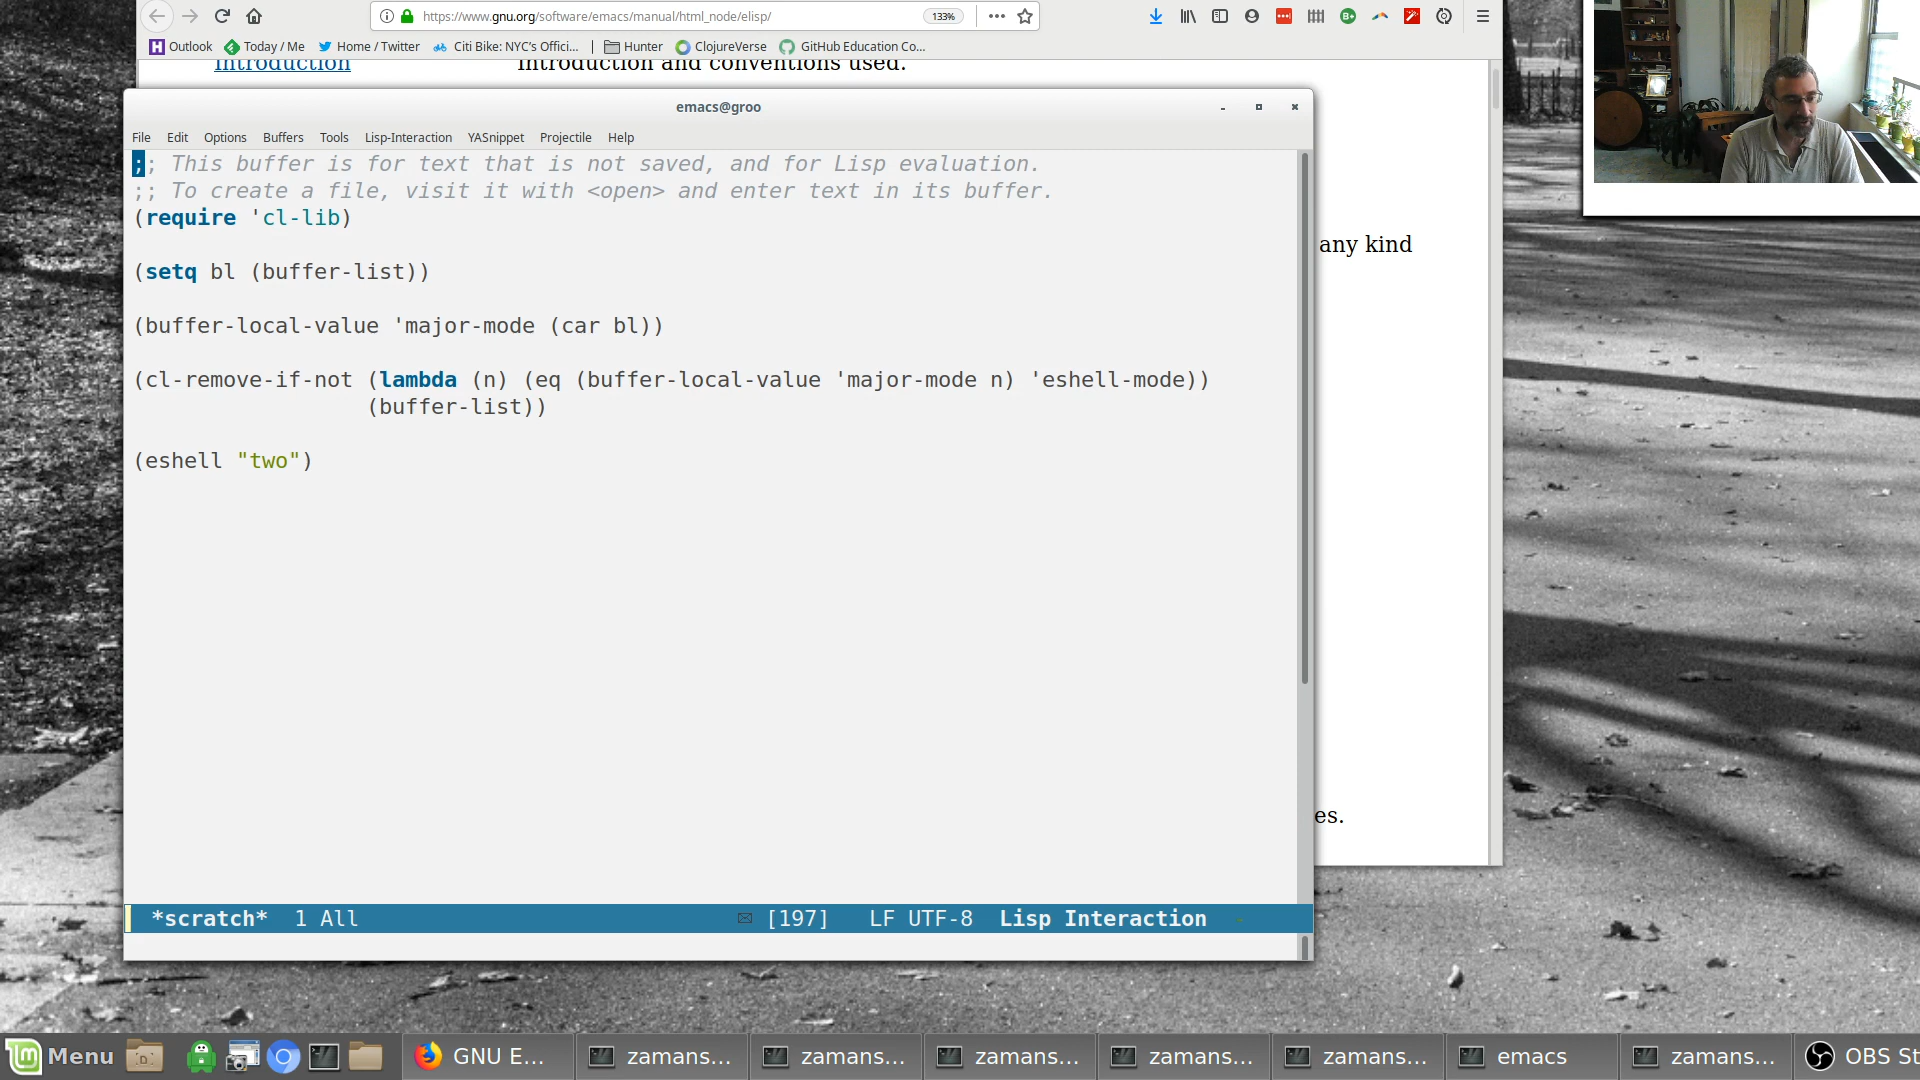 https://www.gnu.org/software/emacs/manual/html_node/elisp/
133%
Outlook
Today / Me
Home / Twitter
Citi Bike: NYC's Offici...
Hunter
ClojureVerse
GitHub Education Co...
Introduction
Introduction and conventions used.
emacs@groo
File Edit Options Buffers Tools Lisp-Interaction YASnippet Projectile Help
;; This buffer is for text that is not saved, and for Lisp evaluation.
;; To create a file, visit it with <open> and enter text in its buffer.
(require 'cl-lib)
(setq bl (buffer-list))
any kind
(buffer-local-value 'major-mode (car bl))
(cl-remove-if-not (lambda (n) (eq (buffer-local-value 'major-mode n) 'eshell-mode))
(buffer-list))
(eshell "two")
es.
*scratch* 1 All [197] LF UTF-8 Lisp Interaction
Menu
GNU E...
zamans...
zamans...
zamans...
zamans...
zamans...
emacs
zamans...
OBS St